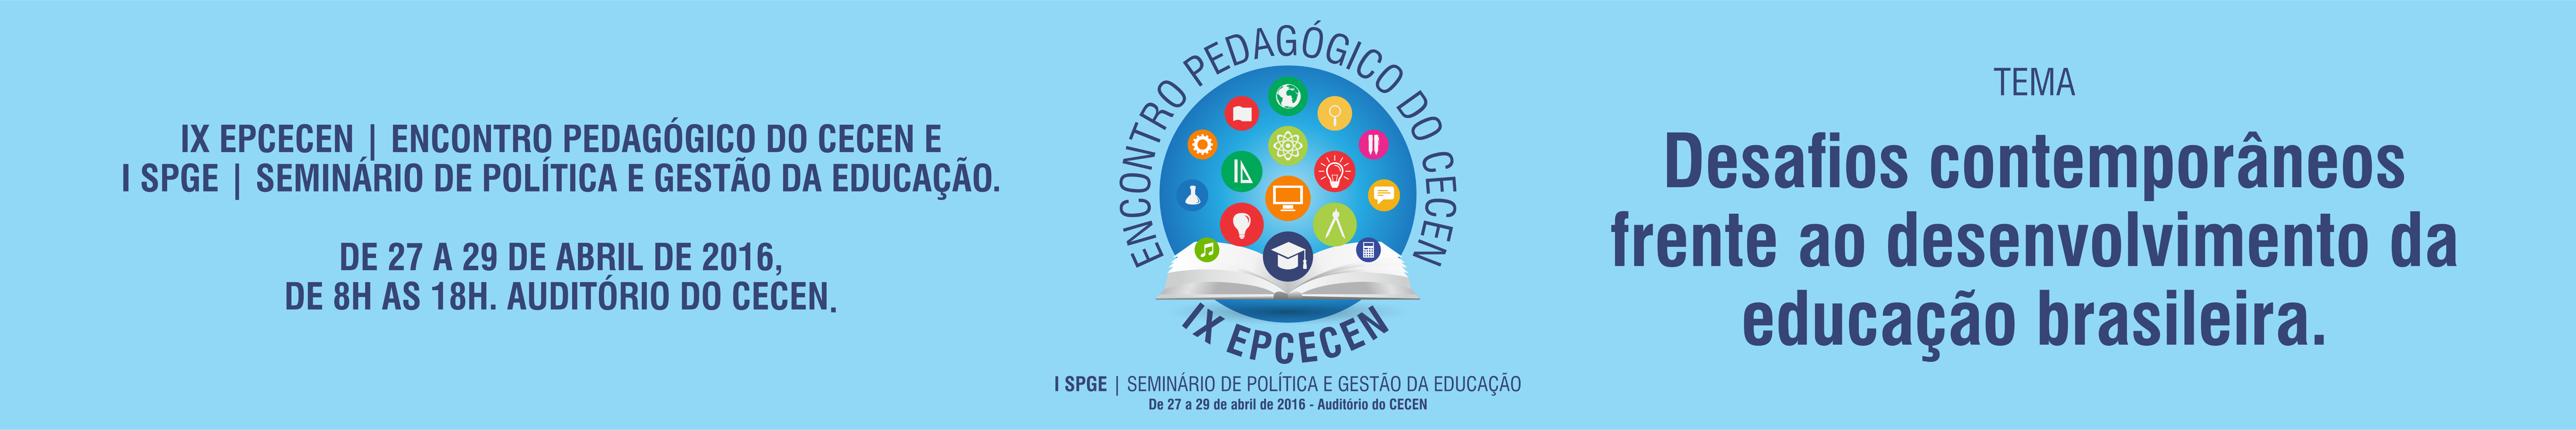 IX EPCECEN | ENCONTRO PEDAGÓGICO DO CECEN E
I SPGE | SEMINÁRIO DE POLÍTICA E GESTÃO DA EDUCAÇÃO.
DE 27 A 29 DE ABRIL DE 2016,
DE 8H AS 18H. AUDITÓRIO DO CECEN.
ENCONTRO PEDAGÓGICO DO CECEN
IX EPCECEN
I SPGE | SEMINÁRIO DE POLÍTICA E GESTÃO DA EDUCAÇÃO
De 27 a 29 de abril de 2016 - Auditório do CECEN
TEMA
Desafios contemporâneos
frente ao desenvolvimento da
educação brasileira.